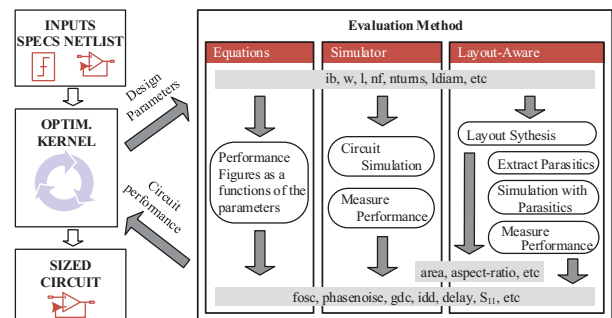 INPUTS
SPECS NETLIST
OPTIM.
KERNEL
SIZED
CIRCUIT
Design
Parameters
Circuit
performance
Evaluation Method
Equations
Simulator
Layout-Aware
ib, w, l, nf, nturns, ldiam, etc
Performance
Figures as a
functions of the
parameters
Circuit
Simulation
Measure
Performance
Layout Sythesis
Extract Parasitics
Simulation with
Parasitics
Measure
Performance
area, aspect-ratio, etc
fosc, phasenoise, gdc, idd, delay, S11, etc